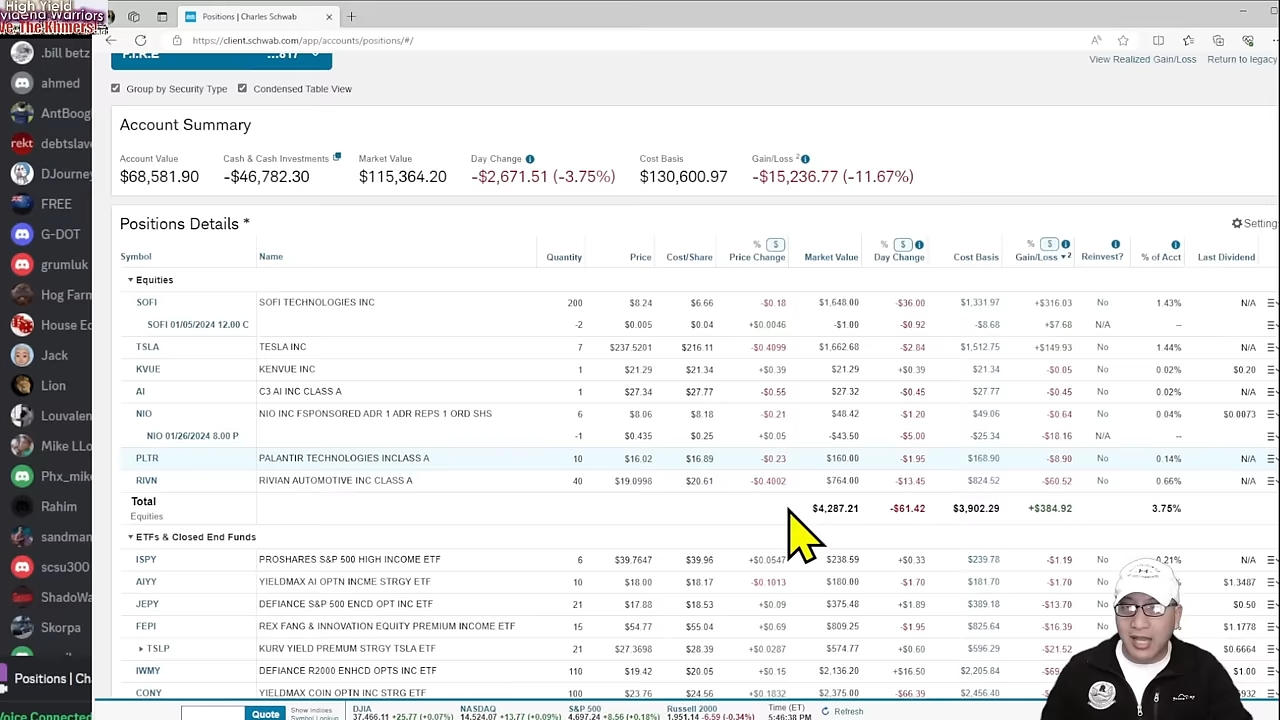 High Yield
Positions | Charles Schwab
https://client.schwab.com/app/accounts/positions/#/
View Realized Gain/Loss Return to legacy
Group by Security Type Condensed Table View
Account Summary
Account Value Cash & Cash Investments Market Value Day Change Cost Basis Gain/Loss 2
$68,581.90 -$46,782.30 $115,364.20 -$2,671.51 (-3.75%) $130,600.97 -$15,236.77 (-11.67%)
Positions Details * Setting
% $ % $ % $
Symbol Name Quantity Price Cost/Share Price Change Market Value Day Change Cost Basis Gain/Loss 2 Reinvest? % of Acct Last Dividend
Equities
SOFI SOFI TECHNOLOGIES INC 200 $8.24 $6.66 -$0.18 $1,648.00 -$36.00 $1,331.97 +$316.03 No 1.43% N/A
SOFI 01/05/2024 12.00 C -2 $0.005 $0.04 +$0.0046 -$1.00 -$0.92 -$8.68 +$7.68 N/A --
TSLA TESLA INC 7 $237.5201 $216.11 -$0.4099 $1,662.68 -$2.84 $1,512.75 +$149.93 No 1.44% N/A
KVUE KENVUE INC 1 $21.29 $21.34 +$0.39 $21.29 +$0.39 $21.34 -$0.05 No 0.02% $0.20
AI C3 AI INC CLASS A 1 $27.34 $27.77 -$0.55 $27.32 -$0.45 $27.77 -$0.45 No 0.02% N/A
NIO NIO INC FSPONSORED ADR 1 ADR REPS 1 ORD SHS 6 $8.06 $8.18 -$0.21 $48.42 -$1.20 $49.06 -$0.64 No 0.04% $0.0073
NIO 01/26/2024 8.00 P -1 $0.435 $0.25 +$0.05 -$43.50 -$5.00 -$25.34 -$18.16 N/A --
PLTR PALANTIR TECHNOLOGIES INCLASS A 10 $16.02 $16.89 -$0.23 $160.00 -$1.95 $168.90 -$8.90 No 0.14% N/A
RIVN RIVIAN AUTOMOTIVE INC CLASS A 40 $19.0998 $20.61 -$0.4002 $764.00 -$13.45 $824.52 -$60.52 No 0.66% N/A
Total
Equities $4,287.21 -$61.42 $3,902.29 +$384.92 3.75%
ETFs & Closed End Funds
ISPY PROSHARES S&P 500 HIGH INCOME ETF 6 $39.7647 $39.96 +$0.0547 $238.59 +$0.33 $239.78 -$1.19 No 0.21% N/A
AIYY YIELDMAX AI OPTN INCME STRGY ETF 10 $18.00 $18.17 -$0.1013 $180.00 -$1.70 $181.70 -$1.70 No $1.3487
JEPY DEFIANCE S&P 500 ENCD OPT INC ETF 21 $17.88 $18.53 +$0.09 $375.48 +$1.89 $389.18 -$13.70 No $0.50
FEPI REX FANG & INNOVATION EQUITY PREMIUM INCOME ETF 15 $54.77 $55.04 +$0.69 $809.25 -$1.95 $825.64 -$16.39 No $1.1778
TSLP KURV YIELD PREMUM STRGY TSLA ETF 21 $27.3698 $28.39 +$0.0287 $574.77 +$0.60 $596.29 -$21.52 $0.6664
IWMY DEFIANCE R2000 ENHCD OPTS INC ETF 110 $19.42 $20.05 +$0.15 $2,136.20 +$16.50 $2,205.84 $1.00
CONY YIELDMAX COIN OPTN INC STRG ETF 100 $23.76 $24.56 +$0.1832 $2,375.00 -$66.39 $2,456.40
Quote Show Indices
Symbol Lookup
DJIA NASDAQ S&P 500 Russell 2000 Time (ET)
37,466.11 +25.77 (+0.07%) 14,524.07 +13.77 (+0.09%) 4,697.24 +8.56 (+0.18%) 1,951.14 -6.59 (-0.34%) 5:46:38 PM Refresh
.bill betz
ahmed
AntBoog
rekt debtslave
DJourney
FREE
G-DOT
grumluk
Hog Farm
House E
Jack
Lion
Louvalen
Mike LLo
Phx_mike
Rahim
sandman
scsu300
ShadoWa
Skorpa
Positions | Ch
Voice Connected